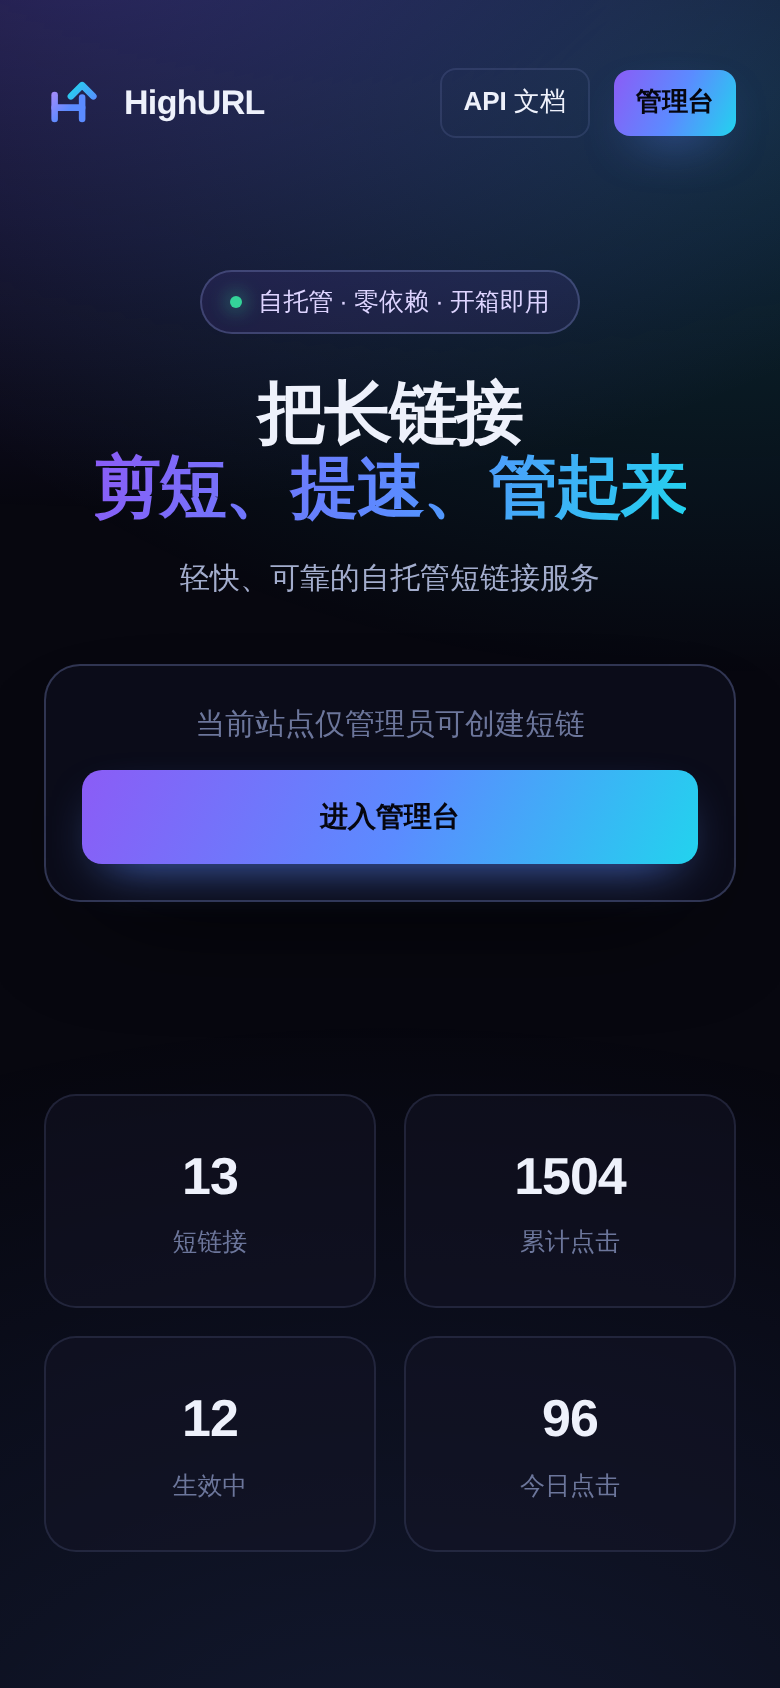 HighURL
API 文档
管理台
自托管 · 零依赖 · 开箱即用
把长链接
剪短、提速、管起来
轻快、可靠的自托管短链接服务
当前站点仅管理员可创建短链
进入管理台
13
短链接
1504
累计点击
12
生效中
96
今日点击